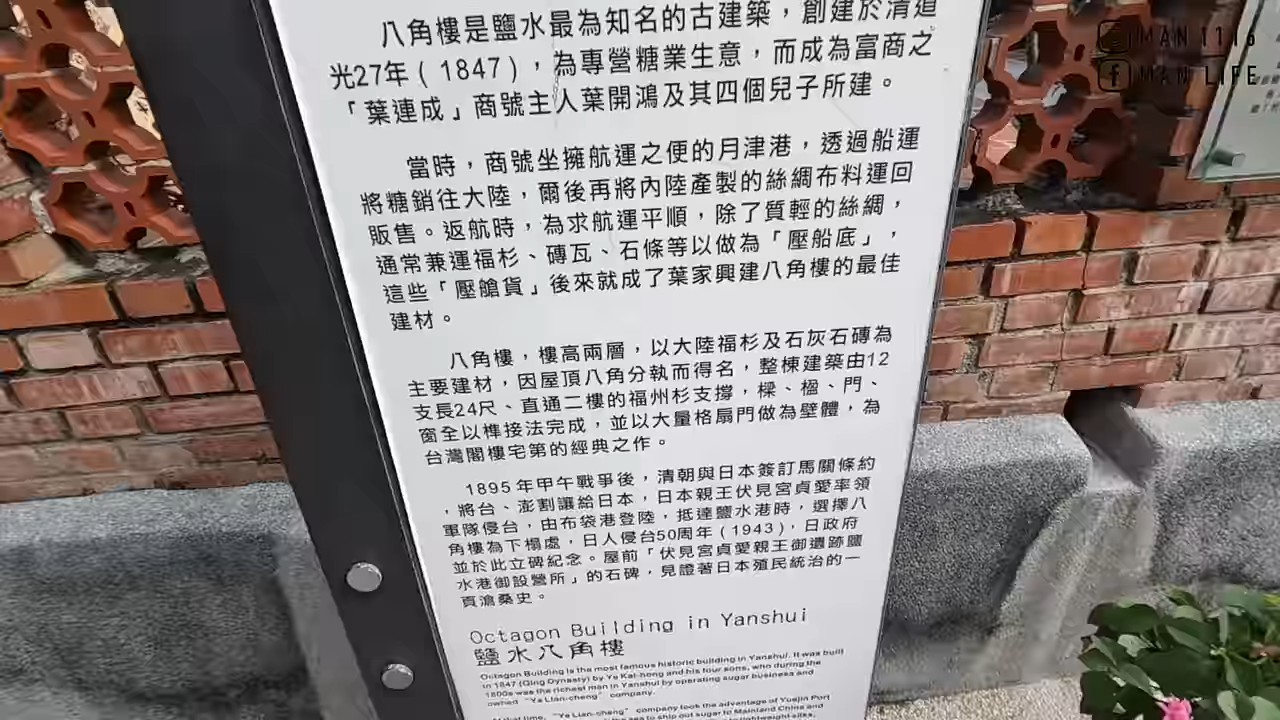 八角樓是鹽水最為知名的古建築，創建於清道
光27年（1847），為專營糖業生意，而成為富商之
「葉連成」商號主人葉開鴻及其四個兒子所建。
當時，商號坐擁航運之便的月津港，透過船運
將糖銷往大陸，爾後再將內陸產製的絲綢布料運回
販售。返航時，為求航運平順，除了質輕的絲綢，
通常兼運福杉、磚瓦、石條等以做為「壓船底」，
這些「壓艙貨」後來就成了葉家興建八角樓的最佳
建材。
八角樓，樓高兩層，以大陸福杉及石灰石磚為
主要建材，因屋頂八角分執而得名，整棟建築由12
支長24尺、直通二樓的福州杉支撐，樑、楹、門、
窗全以榫接法完成，並以大量格扇門做為壁體，為
台灣閣樓宅第的經典之作。
1895年甲午戰爭後，清朝與日本簽訂馬關條約
，將台、澎割讓給日本，日本親王伏見宮貞愛率領
軍隊侵台，由布袋港登陸，抵達鹽水港時，選擇八
角樓為下榻處，日人侵台50周年（1943），日政府
並於此立碑紀念。屋前「伏見宮貞愛親王御遺跡鹽
水港御設營所」的石碑，見證著日本殖民統治的一
頁滄桑史。
Octagon Building in Yanshui
鹽水八角樓
Octagon Building is the most famous historic building in Yanshui. It was built
in 1847 (Qing Dynasty) by Ye Kai-hong and his four sons, who during the
1800s was the richest man in Yanshui by operating sugar business and
owned “Ye Lian-cheng” company.
At that time, “Ye Lian-cheng” company took the advantage of Yuejin Port
the sea to ship out sugar to Mainland China and
lightweight silks,
MAN 1116
MAN LIFE